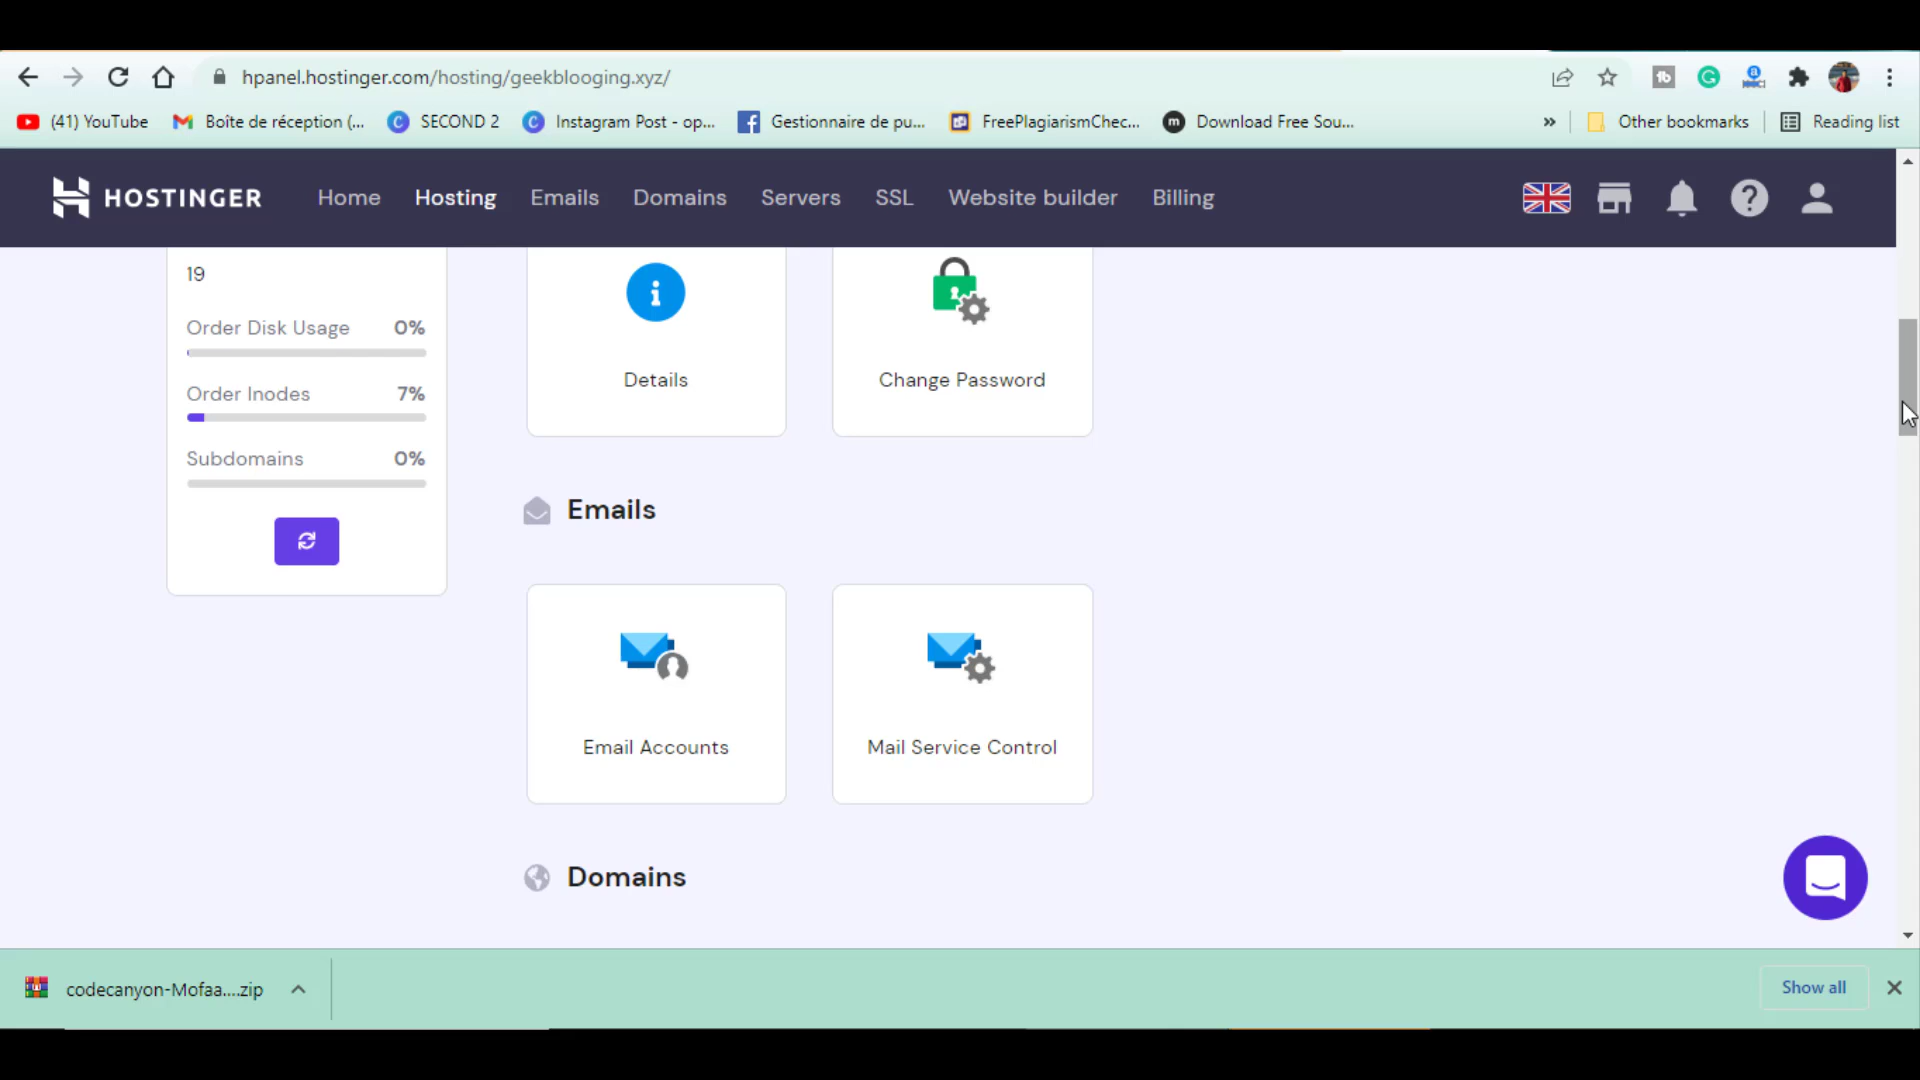 hpanel.hostinger.com/hosting/geekblooging.xyz/
(41) YouTube
Boîte de réception (...
SECOND 2
Instagram Post - op...
Gestionnaire de pu...
FreePlagiarismChec...
Download Free Sou...
»
Other bookmarks
Reading list
HOSTINGER
Home
Hosting
Emails
Domains
Servers
SSL
Website builder
Billing
19
Order Disk Usage 0%
Order Inodes 7%
Subdomains 0%
Details
Change Password
Emails
Email Accounts
Mail Service Control
Domains
codecanyon-Mofaa....zip
Show all